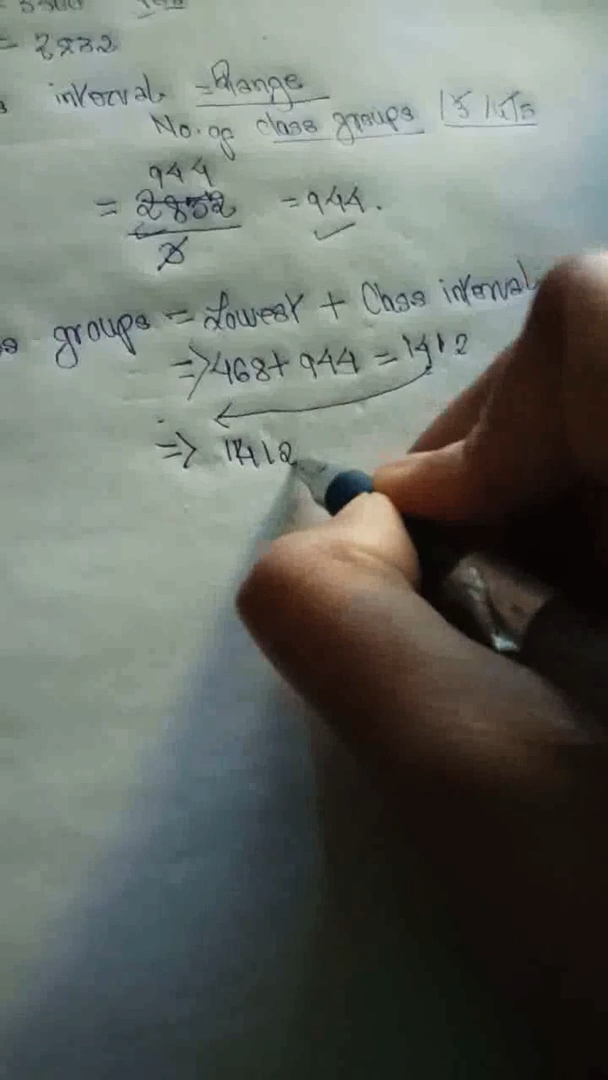 = 2832
interval = Range
No. of class groups
944
= 2832 = 944.
3
groups = Lowest + Class interval
=> 468 + 944 = 1412
=> 1412